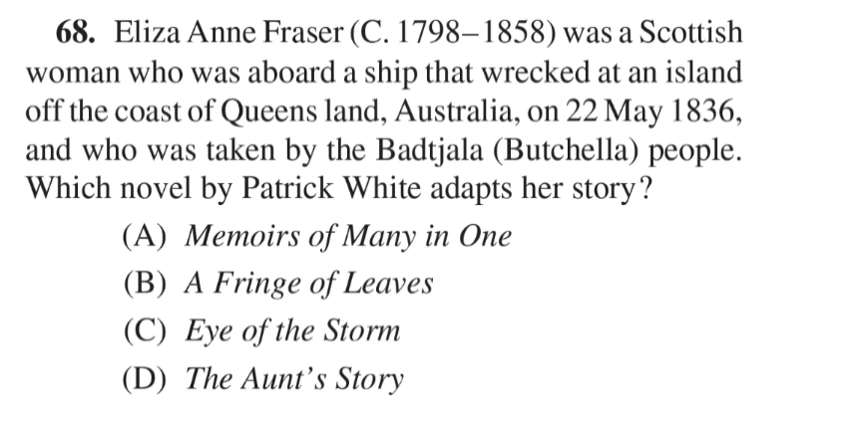 68. Eliza Anne Fraser (C. 1798–1858) was a Scottish
woman who was aboard a ship that wrecked at an island
off the coast of Queens land, Australia, on 22 May 1836,
and who was taken by the Badtjala (Butchella) people.
Which novel by Patrick White adapts her story?
(A) Memoirs of Many in One
(B) A Fringe of Leaves
(C) Eye of the Storm
(D) The Aunt's Story